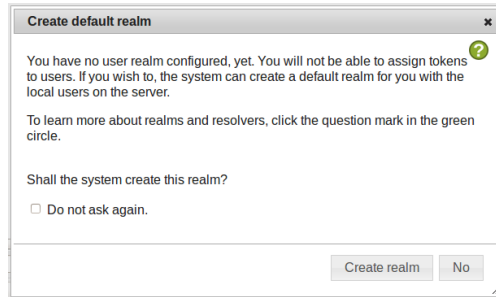 Create default realm
×
You have no user realm configured, yet. You will not be able to assign tokens
?
to users. If you wish to, the system can create a default realm for you with the
local users on the server.
To learn more about realms and resolvers, click the question mark in the green
circle.
Shall the system create this realm?
Do not ask again.
Create realm
No